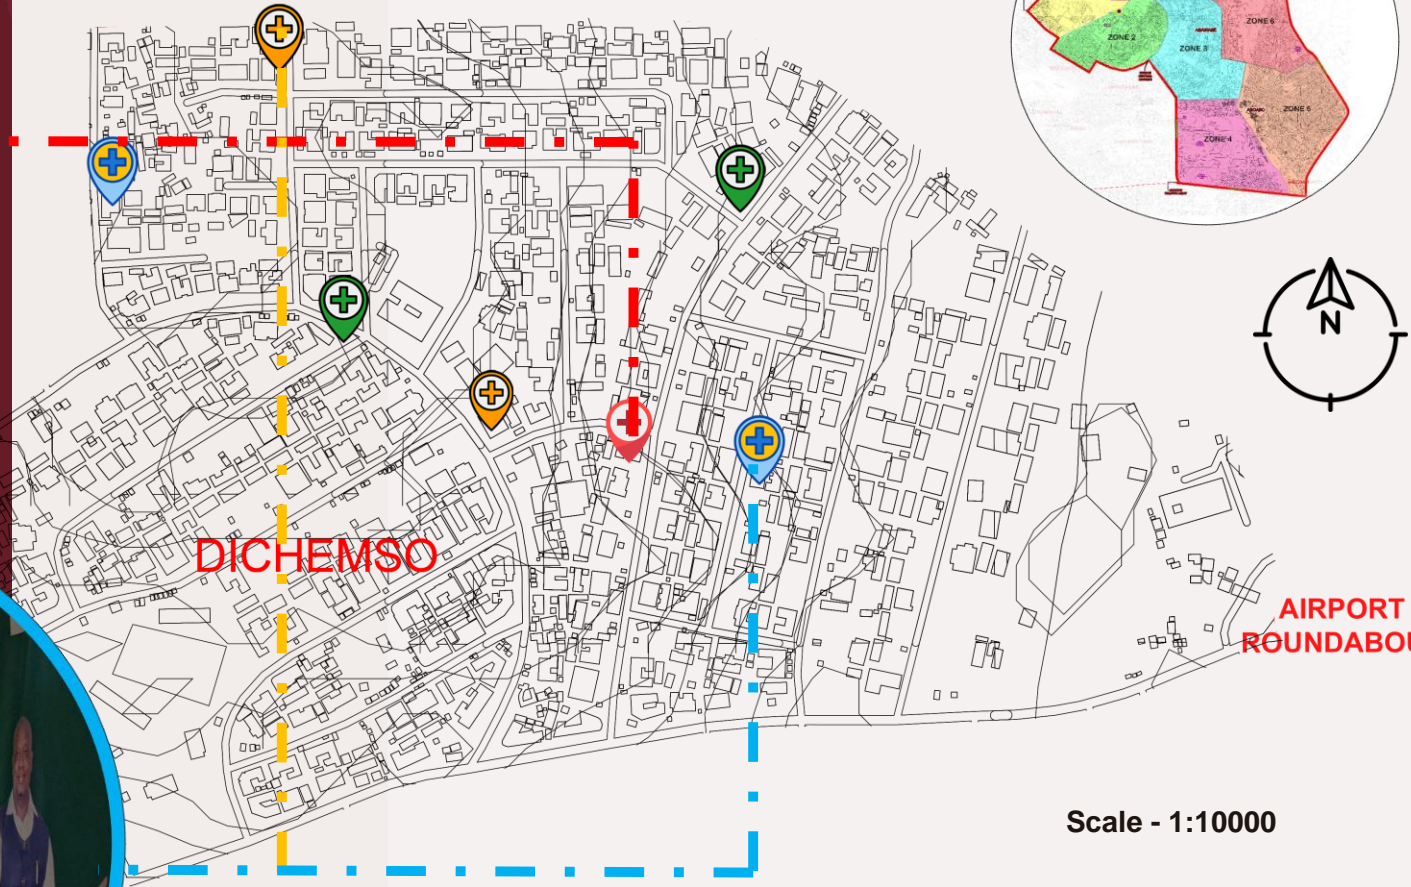 ZONE 6
ZONE 2
ZONE 3
ZONE 5
ZONE 4
N
DICHEMSO
AIRPORT
ROUNDABOU
Scale - 1:10000